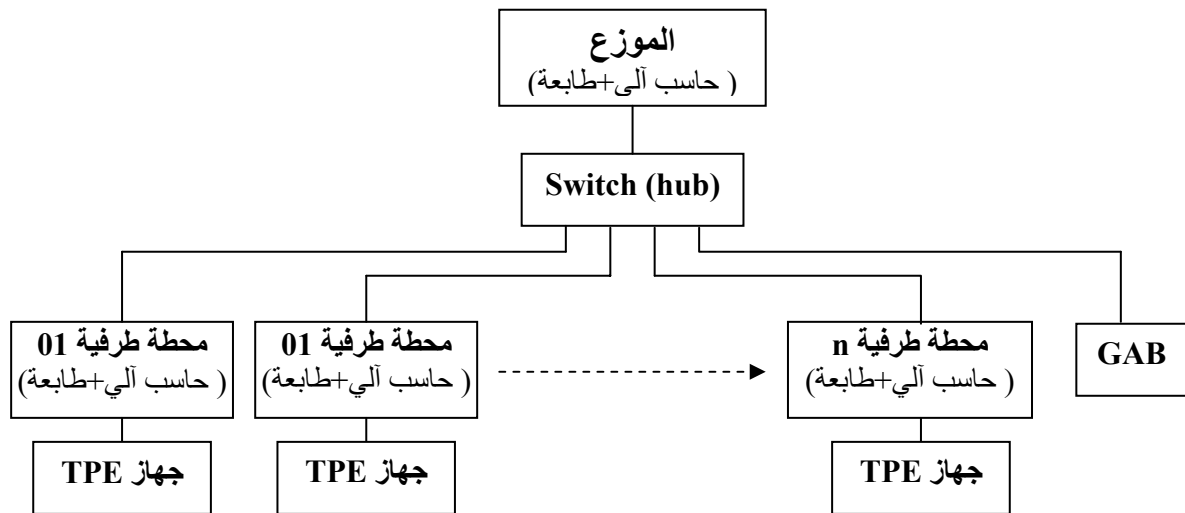 الموزع
( حاسب آلي+طابعة)
Switch (hub)
محطة طرفية 01
( حاسب آلي+طابعة)
محطة طرفية 01
( حاسب آلي+طابعة)
محطة طرفية n
( حاسب آلي+طابعة)
GAB
جهاز TPE
جهاز TPE
جهاز TPE